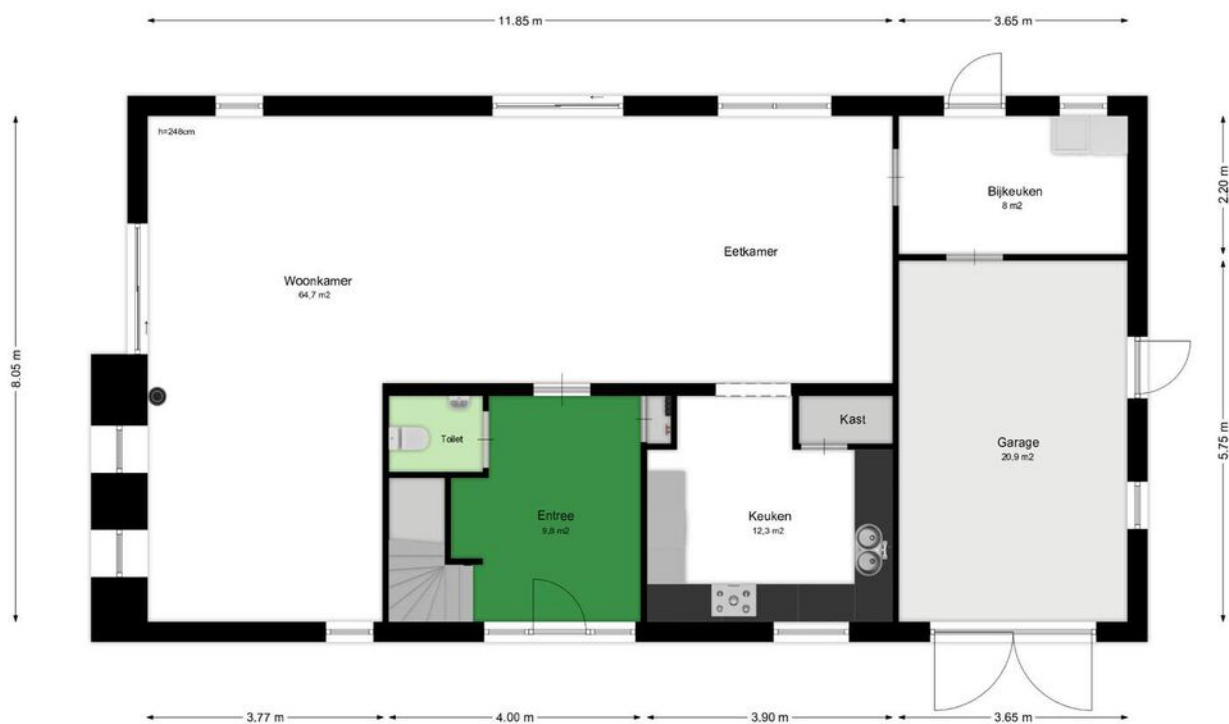 11.85 m
3.65 m
h=248cm
8.05 m
2.20 m
Bijkeuken
8 m2
Eetkamer
Woonkamer
64,7 m2
5.75 m
Kast
Toilet
Garage
20,9 m2
Entree
9,8 m2
Keuken
12,3 m2
3.77 m
4.00 m
3.90 m
3.65 m